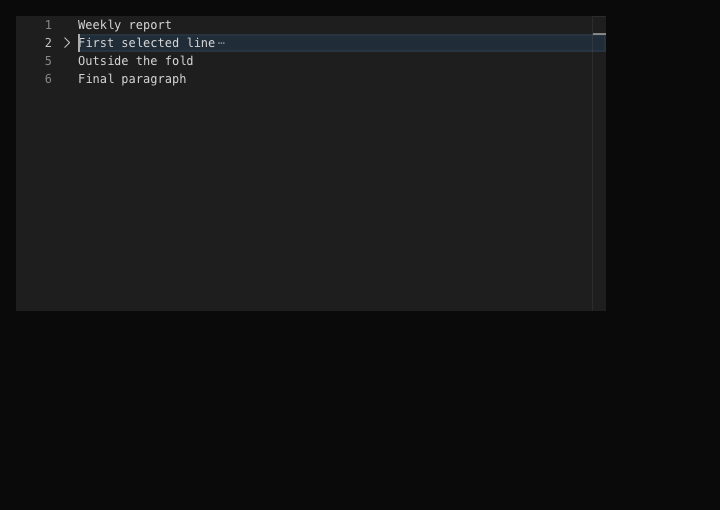 1 Weekly report
2 First selected line⋯
5 Outside the fold
6 Final paragraph